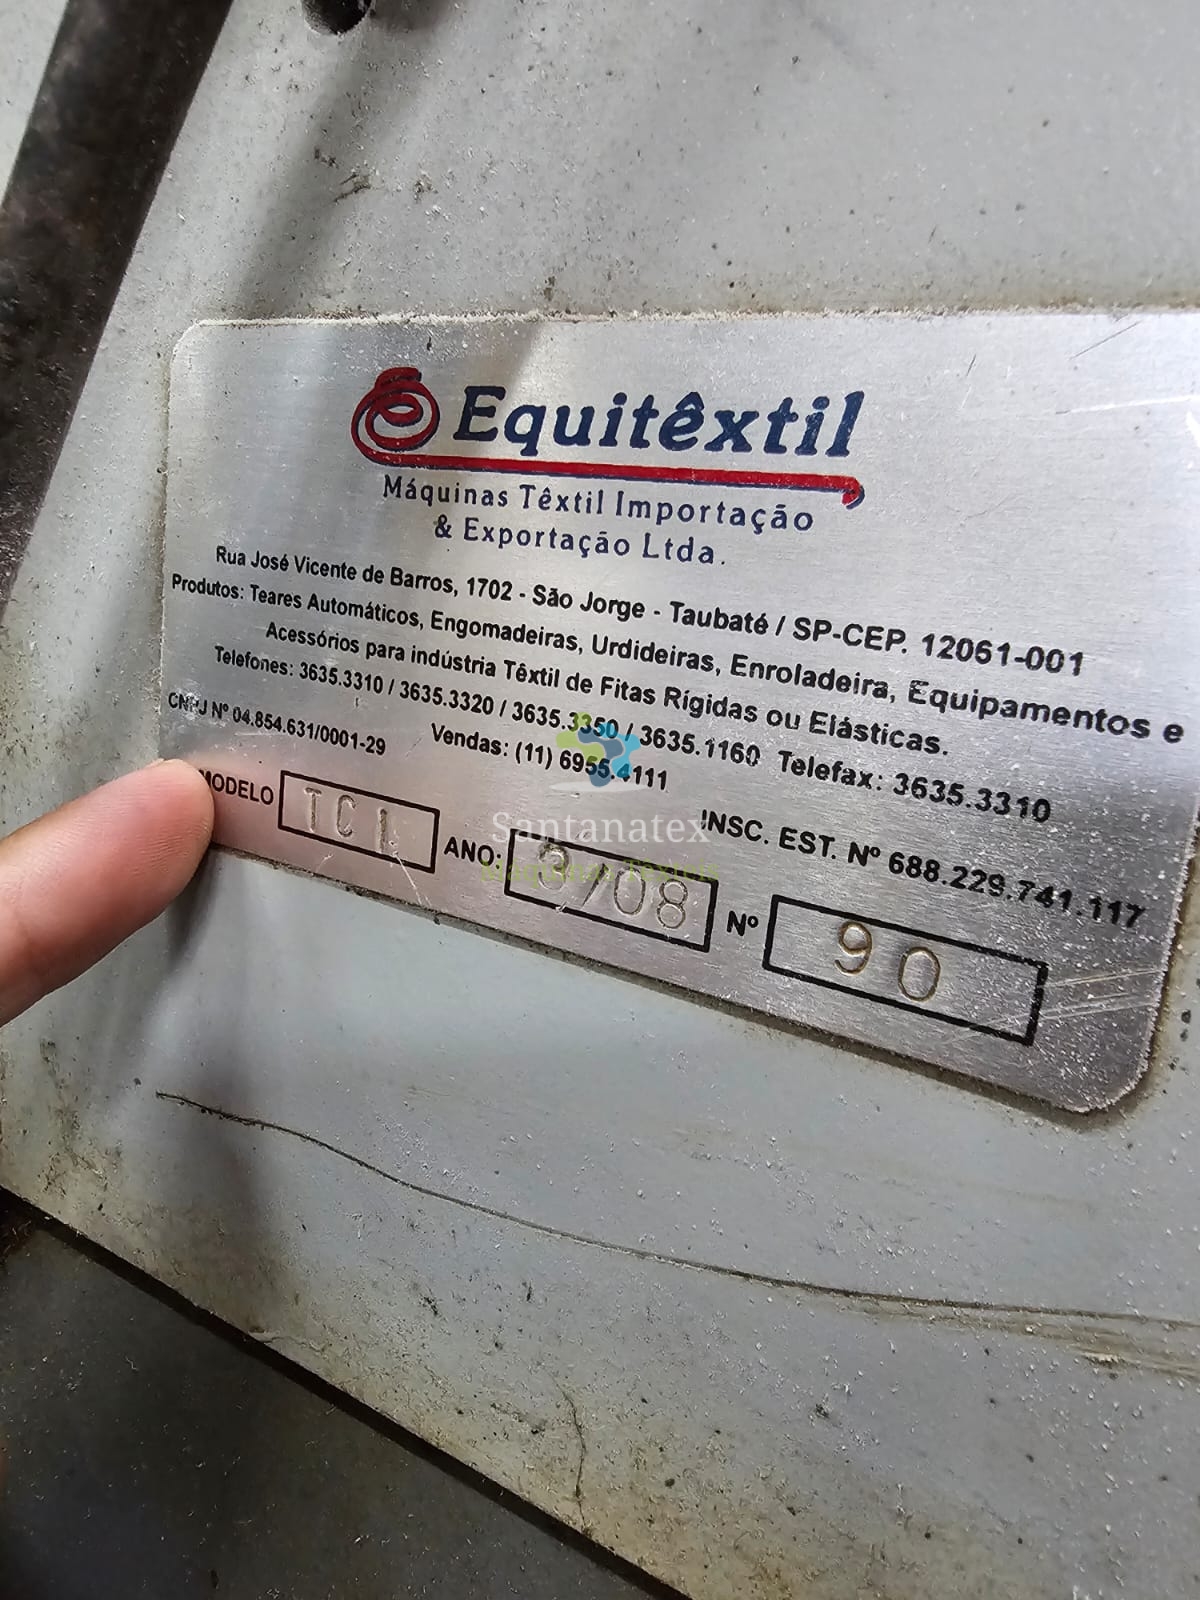 Equitêxtil
Máquinas Têxtil Importação
& Exportação Ltda.
Rua José Vicente de Barros, 1702 - São Jorge - Taubaté / SP-CEP. 12061-001
Produtos: Teares Automáticos, Engomadeiras, Urdideiras, Enroladeira, Equipamentos e
Acessórios para indústria Têxtil de Fitas Rígidas ou Elásticas.
Telefones: 3635.3310 / 3635.3320 / 3635.3350 / 3635.1160 Telefax: 3635.3310
Vendas: (11) 6955.4111
CNPJ Nº 04.854.631/0001-29
INSC. EST. Nº 688.229.741.117
MODELO TCL ANO: /08 Nº 90
Santanatex
Máquinas Têxteis